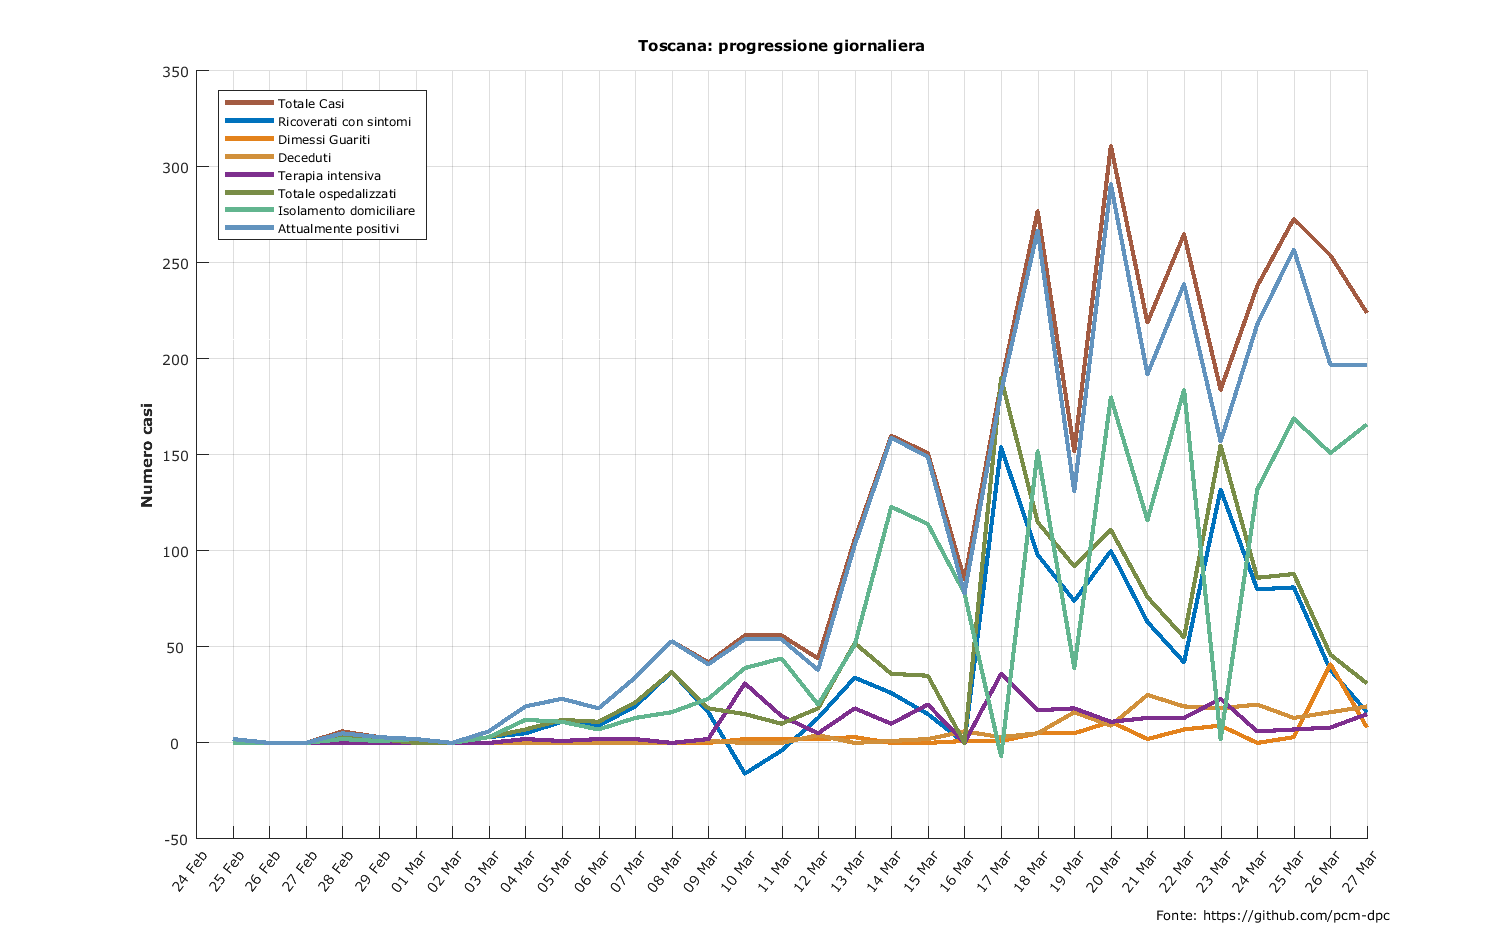 Toscana: progressione giornaliera
350
300
250
200
150
100
50
0
-50
Numero casi
Totale Casi
Ricoverati con sintomi
Dimessi Guariti
Deceduti
Terapia intensiva
Totale ospedalizzati
Isolamento domiciliare
Attualmente positivi
24 Feb
25 Feb
26 Feb
27 Feb
28 Feb
29 Feb
01 Mar
02 Mar
03 Mar
04 Mar
05 Mar
06 Mar
07 Mar
08 Mar
09 Mar
10 Mar
11 Mar
12 Mar
13 Mar
14 Mar
15 Mar
16 Mar
17 Mar
18 Mar
19 Mar
20 Mar
21 Mar
22 Mar
23 Mar
24 Mar
25 Mar
26 Mar
27 Mar
Fonte: https://github.com/pcm-dpc